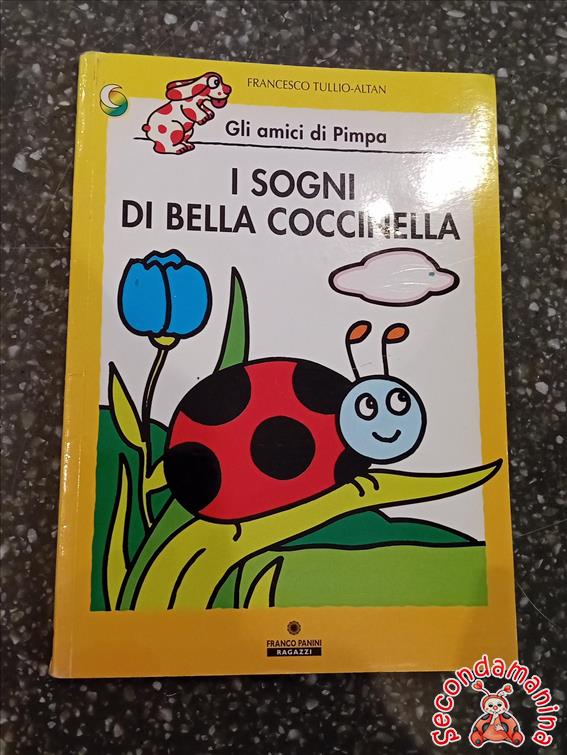 FRANCESCO TULLIO-ALTAN
Gli amici di Pimpa
I SOGNI
DI BELLA COCCINELLA
FRANCO PANINI
RAGAZZI
Secondamanina